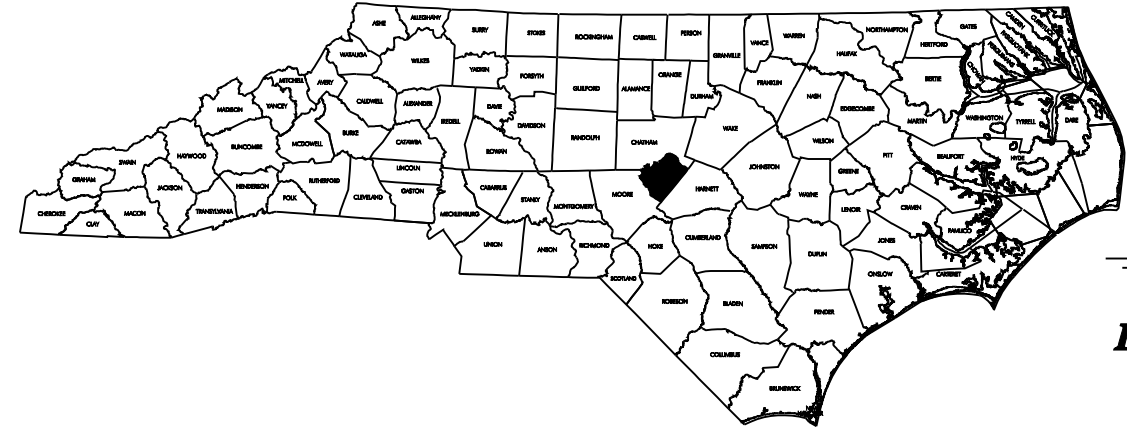 ASHE
ALLEGHANY
SURRY
STOKES
ROCKINGHAM
CASWELL
PERSON
GRANVILLE
VANCE
WARREN
NORTHAMPTON
GATES
HERTFORD
HALIFAX
WATAUGA
WILKES
YADKIN
FORSYTH
GUILFORD
ALAMANCE
ORANGE
DURHAM
FRANKLIN
NASH
EDGECOMBE
BERTIE
MITCHELL
AVERY
CALDWELL
ALEXANDER
IREDELL
DAVIE
DAVIDSON
RANDOLPH
CHATHAM
WAKE
WILSON
MARTIN
WASHINGTON
TYRRELL
DARE
MADISON
YANCEY
BURKE
CATAWBA
ROWAN
JOHNSTON
PITT
BEAUFORT
HYDE
SWAIN
HAYWOOD
BUNCOMBE
MCDOWELL
LINCOLN
GREENE
GRAHAM
JACKSON
HENDERSON
RUTHERFORD
CLEVELAND
GASTON
CABARRUS
STANLY
MONTGOMERY
MOORE
HARNETT
WAYNE
LENOIR
CRAVEN
CHEROKEE
CLAY
MACON
TRANSYLVANIA
POLK
MECKLENBURG
PAMLICO
UNION
ANSON
RICHMOND
HOKE
CUMBERLAND
SAMPSON
DUPLIN
JONES
SCOTLAND
ONSLOW
CARTERET
ROBESON
BLADEN
PENDER
COLUMBUS
BRUNSWICK